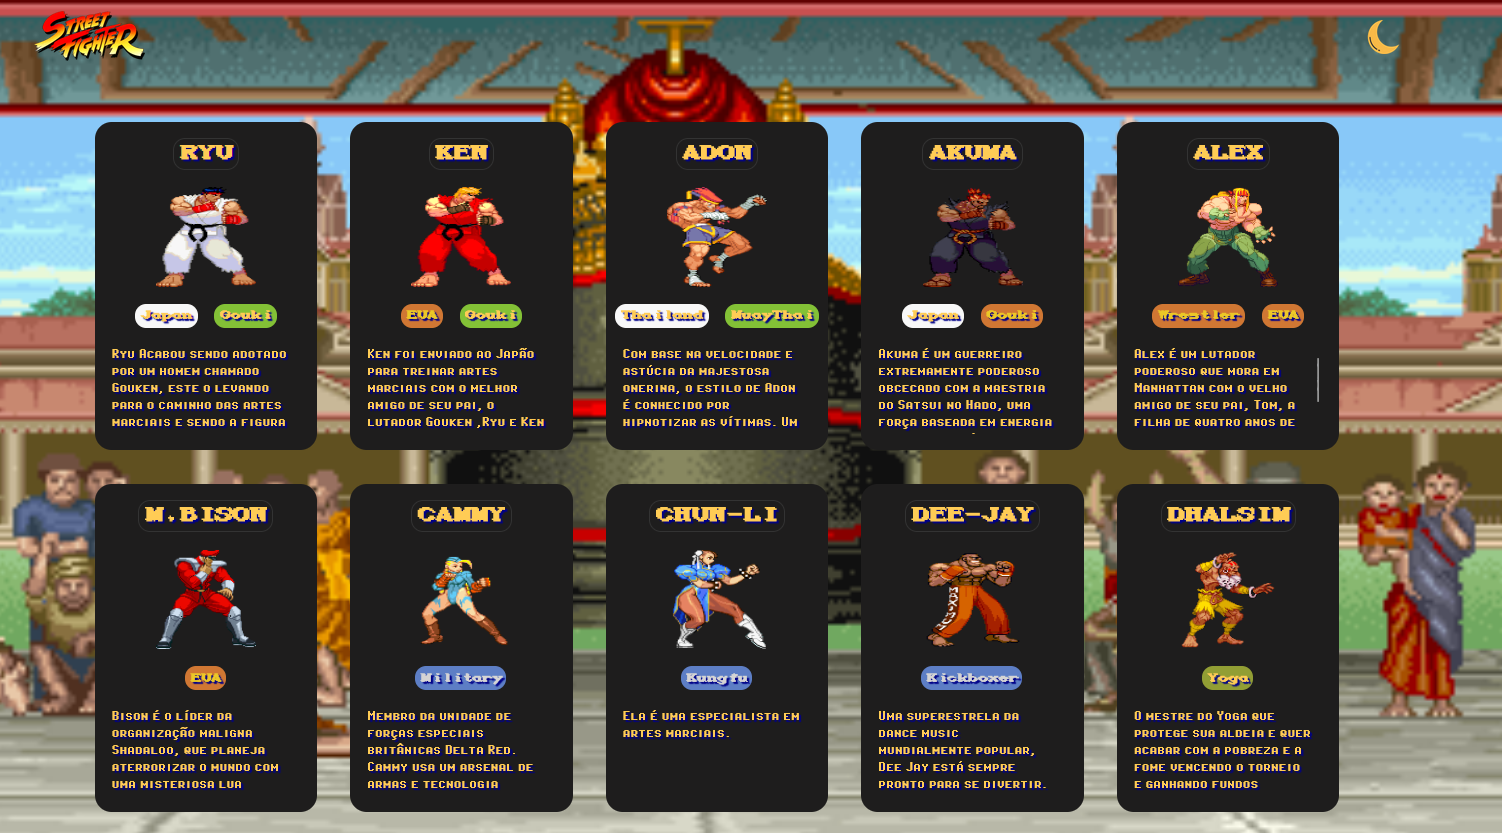 STREET
FIGHTER
RYU
Japan
Gouki
Ryu Acabou sendo adotado
por um homem chamado
Gouken, este o levando
para o caminho das artes
marciais e sendo a figura
KEN
EUA
Gouki
Ken foi enviado ao Japão
para treinar artes
marciais com o melhor
amigo de seu pai, o
lutador Gouken ,Ryu e Ken
ADON
Thailand
MuayThai
Com base na velocidade e
astúcia da majestosa
onerina, o estilo de Adon
é conhecido por
hipnotizar as vítimas. Um
AKUMA
Japan
Gouki
Akuma é um guerreiro
extremamente poderoso
obcecado com a maestria
do Satsui no Hado, uma
força baseada em energia
ALEX
Wrestler
EUA
Alex é um lutador
poderoso que mora em
Manhattan com o velho
amigo de seu pai, Tom, a
filha de quatro anos de
M.BISON
EUA
Bison é o líder da
organização maligna
Shadaloo, que planeja
aterrorizar o mundo com
uma misteriosa lua
CAMMY
Military
Membro da unidade de
forças especiais
britânicas Delta Red.
Cammy usa um arsenal de
armas e tecnologia
CHUN-LI
Kungfu
Ela é uma especialista em
artes marciais.
DEE-JAY
Kickboxer
Uma superestrela da
dance music
mundialmente popular,
Dee Jay está sempre
pronto para se divertir.
DHALSIM
Yoga
O mestre do Yoga que
protege sua aldeia e quer
acabar com a pobreza e a
fome vencendo o torneio
e ganhando fundos